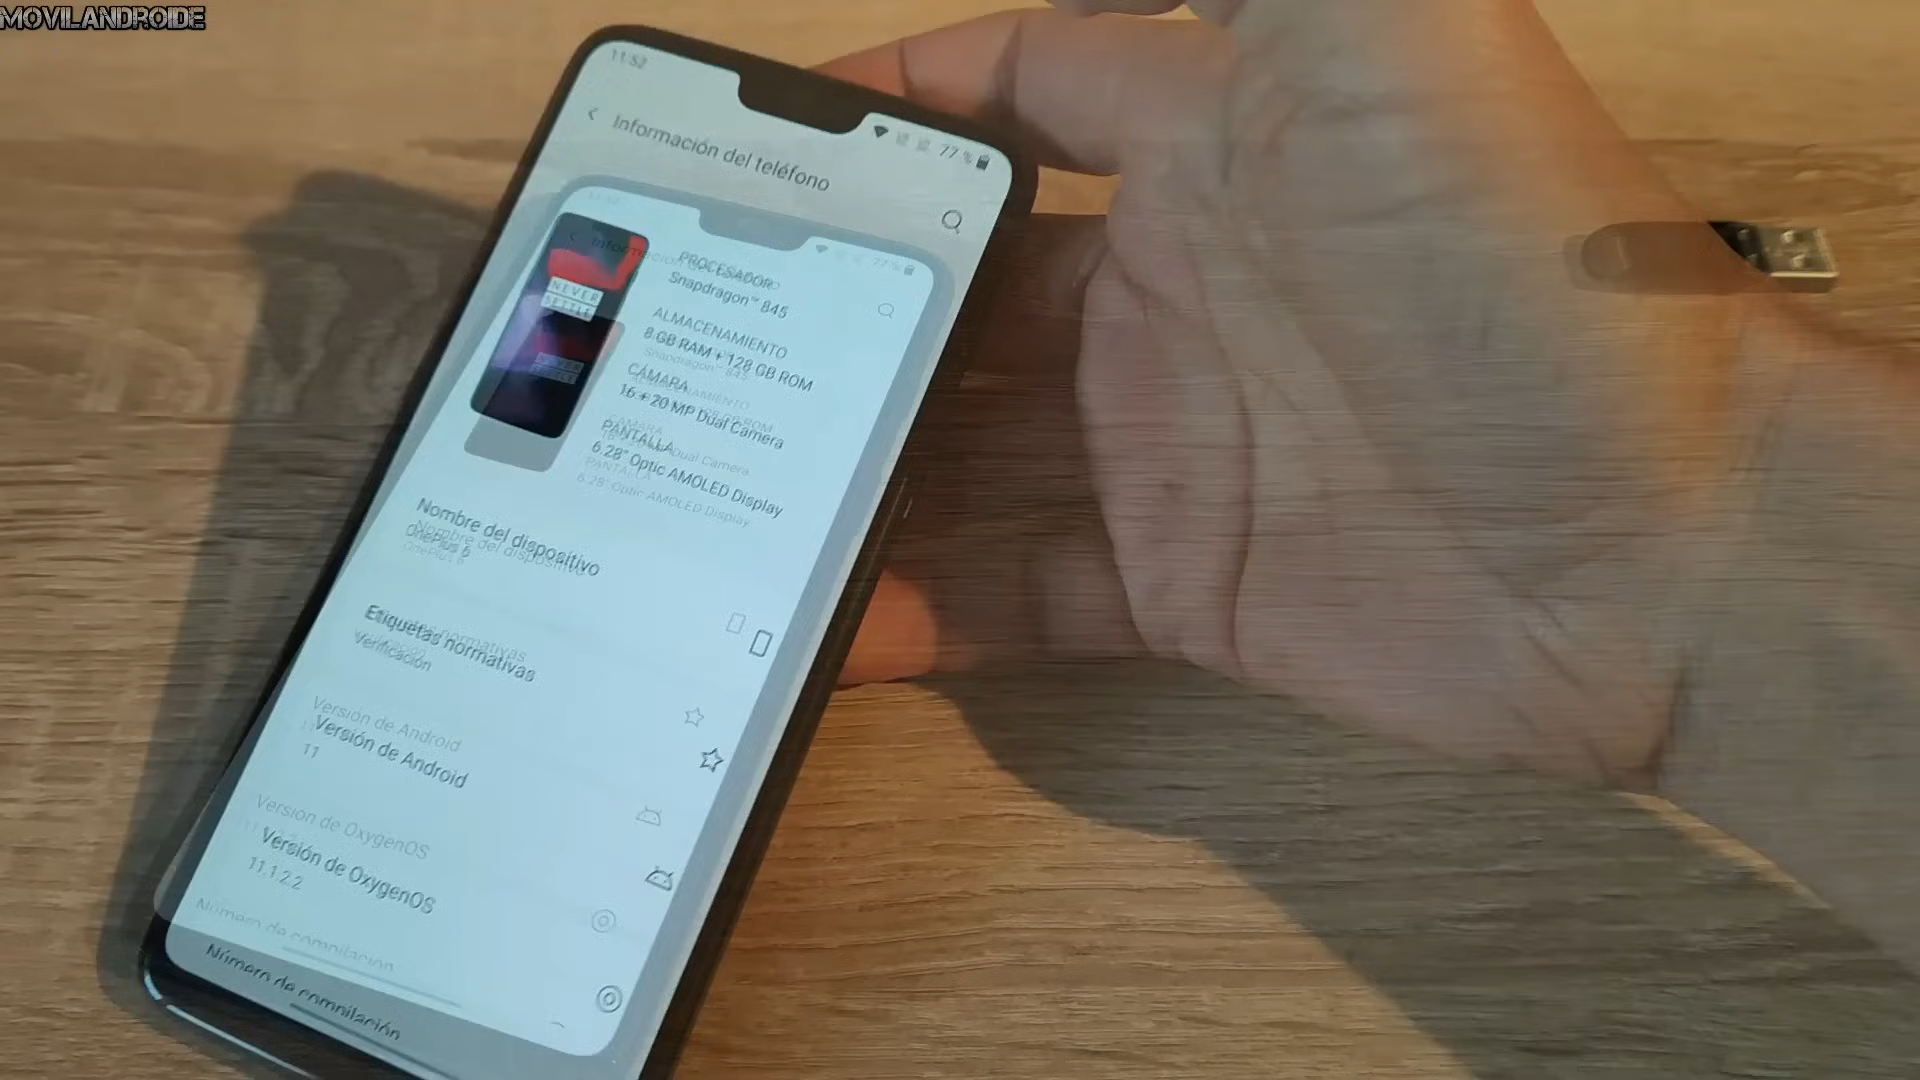 MOVILANDROIDE
11:52
77 %
Información del teléfono
NEVER
SETTLE
PROCESADOR
Snapdragon™ 845
ALMACENAMIENTO
8 GB RAM + 128 GB ROM
CÁMARA
16 + 20 MP Dual Camera
PANTALLA
6.28" Optic AMOLED Display
Nombre del dispositivo
OnePlus 6
Etiquetas normativas
Verificación
Versión de Android
11
Versión de OxygenOS
11.1.2.2
Número de compilación